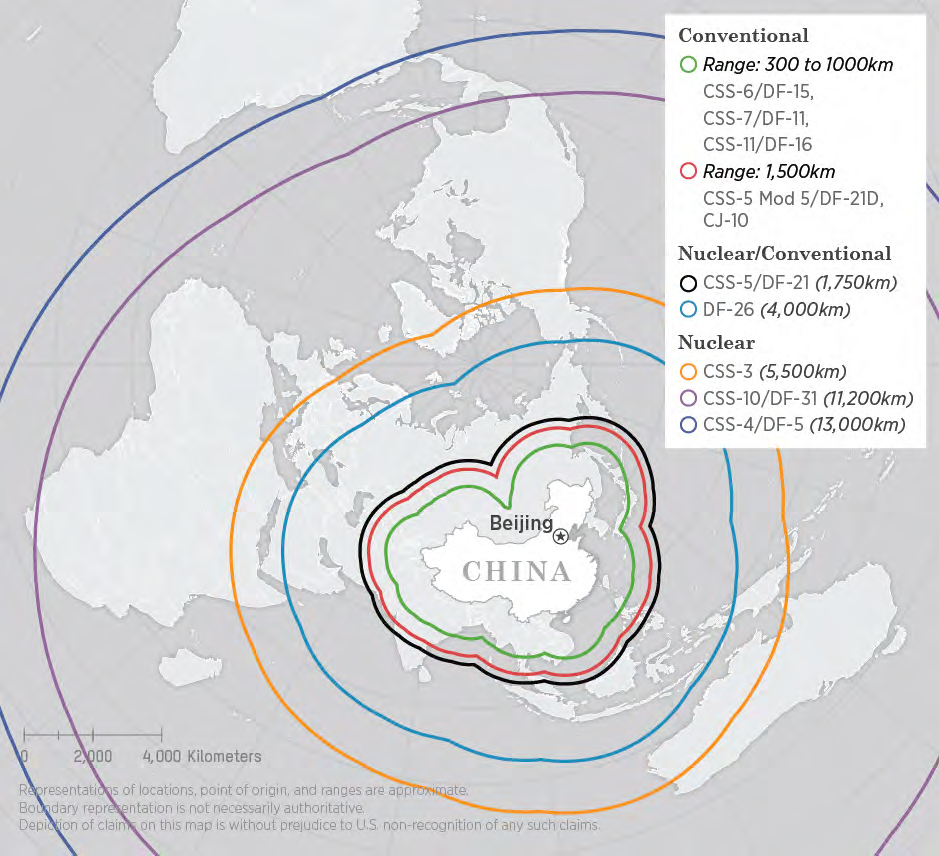 Conventional
Range: 300 to 1000km
CSS-6/DF-15,
CSS-7/DF-11,
CSS-11/DF-16
Range: 1,500km
CSS-5 Mod 5/DF-21D,
CJ-10
Nuclear/Conventional
CSS-5/DF-21 (1,750km)
DF-26 (4,000km)
Nuclear
CSS-3 (5,500km)
CSS-10/DF-31 (11,200km)
CSS-4/DF-5 (13,000km)
Beijing
CHINA
0 2,000 4,000 Kilometers
Representations of locations, point of origin, and ranges are approximate.
Boundary representation is not necessarily authoritative.
Depiction of claims on this map is without prejudice to U.S. non-recognition of any such claims.